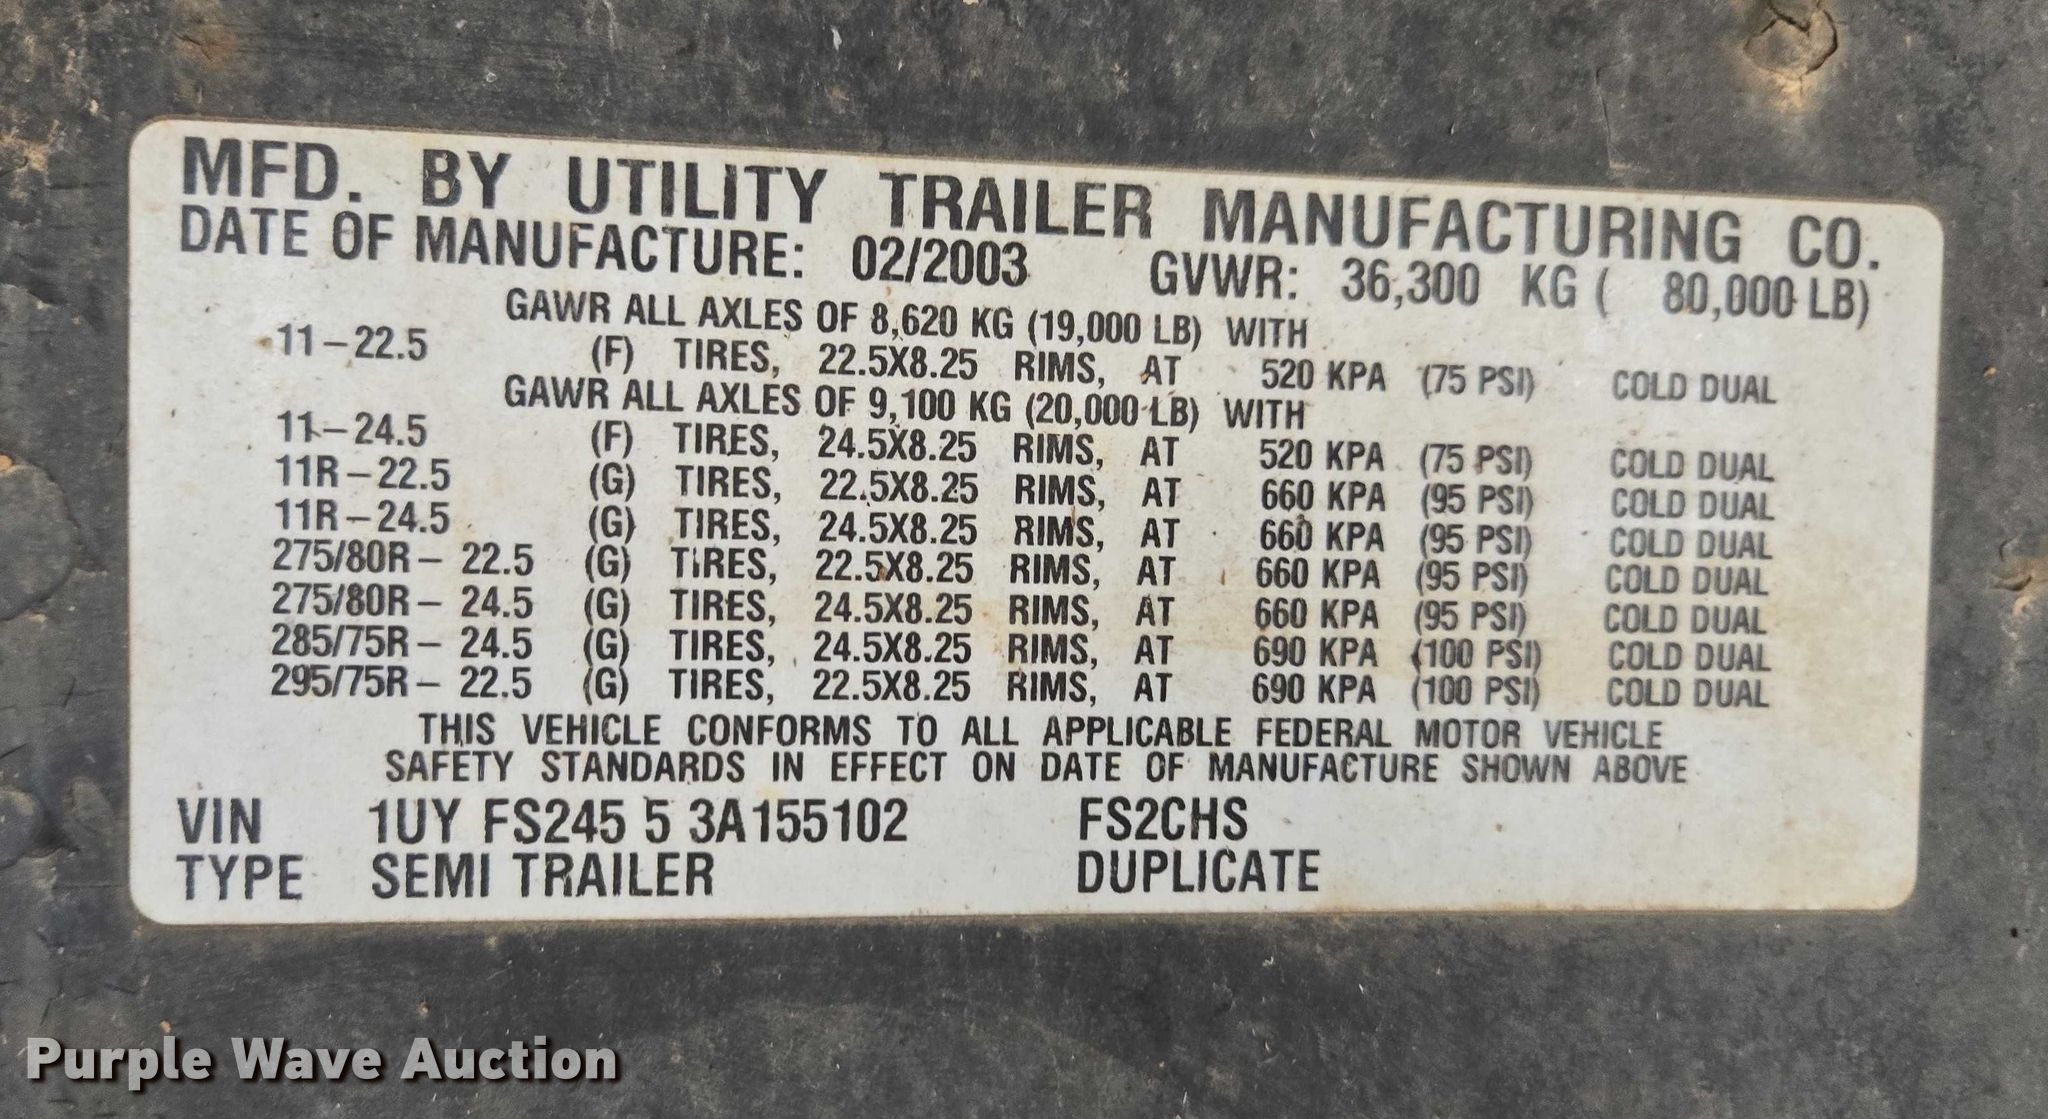 MFD. BY UTILITY TRAILER MANUFACTURING CO.
DATE OF MANUFACTURE: 02/2003 GVWR: 36,300 KG ( 80,000 LB)
GAWR ALL AXLES OF 8,620 KG (19,000 LB) WITH
11-22.5 (F) TIRES, 22.5X8.25 RIMS, AT 520 KPA (75 PSI) COLD DUAL
GAWR ALL AXLES OF 9,100 KG (20,000 LB) WITH
11-24.5 (F) TIRES, 24.5X8.25 RIMS, AT 520 KPA (75 PSI) COLD DUAL
11R-22.5 (G) TIRES, 22.5X8.25 RIMS, AT 660 KPA (95 PSI) COLD DUAL
11R-24.5 (G) TIRES, 24.5X8.25 RIMS, AT 660 KPA (95 PSI) COLD DUAL
275/80R- 22.5 (G) TIRES, 22.5X8.25 RIMS, AT 660 KPA (95 PSI) COLD DUAL
275/80R- 24.5 (G) TIRES, 24.5X8.25 RIMS, AT 660 KPA (95 PSI) COLD DUAL
285/75R- 24.5 (G) TIRES, 24.5X8.25 RIMS, AT 690 KPA (100 PSI) COLD DUAL
295/75R- 22.5 (G) TIRES, 22.5X8.25 RIMS, AT 690 KPA (100 PSI) COLD DUAL
THIS VEHICLE CONFORMS TO ALL APPLICABLE FEDERAL MOTOR VEHICLE
SAFETY STANDARDS IN EFFECT ON DATE OF MANUFACTURE SHOWN ABOVE
VIN 1UY FS245 5 3A155102 FS2CHS
TYPE SEMI TRAILER DUPLICATE
Purple Wave Auction